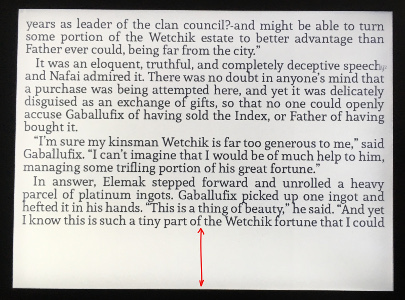 years as leader of the clan council?-and might be able to turn
some portion of the Wetchik estate to better advantage than
Father ever could, being far from the city.”
It was an eloquent, truthful, and completely deceptive speech,
and Nafai admired it. There was no doubt in anyone's mind that
a purchase was being attempted here, and yet it was delicately
disguised as an exchange of gifts, so that no one could openly
accuse Gaballufix of having sold the Index, or Father of having
bought it.
“I'm sure my kinsman Wetchik is far too generous to me,” said
Gaballufix. “I can't imagine that I would be of much help to him,
managing some trifling portion of his great fortune.”
In answer, Elemak stepped forward and unrolled a heavy
parcel of platinum ingots. Gaballufix picked up one ingot and
hefted it in his hands. “This is a thing of beauty,” he said. “And yet
I know this is such a tiny part of the Wetchik fortune that I could